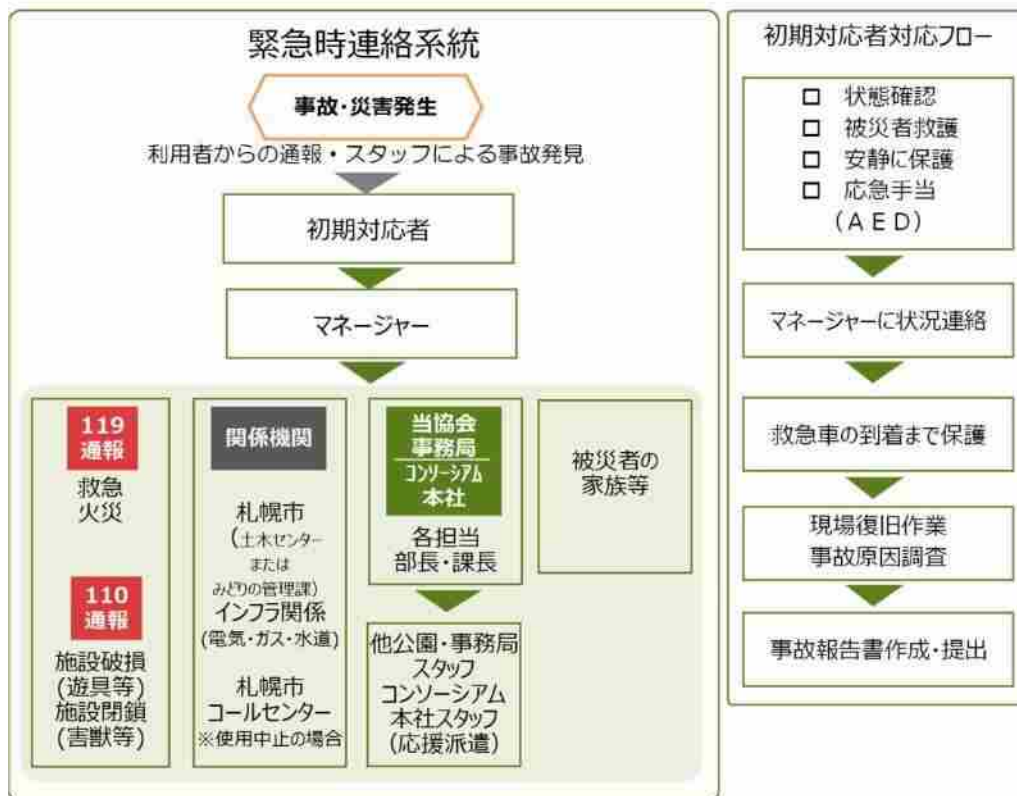 緊急時連絡系統
事故・災害発生
利用者からの通報・スタッフによる事故発見
初期対応者
マネージャー
119
通報
救急
火災
110
通報
施設破損
(遊具等)
施設閉鎖
(害獣等)
関係機関
札幌市
(土木センター
または
みどりの管理課)
インフラ関係
(電気・ガス・水道)
札幌市
コールセンター
※使用中止の場合
当協会
事務局
コンソーシアム
本社
各担当
部長・課長
他公園・事務局
スタッフ
コンソーシアム
本社スタッフ
(応援派遣)
被災者の
家族等
初期対応者対応フロー
□ 状態確認
□ 被災者救護
□ 安静に保護
□ 応急手当
(AED)
マネージャーに状況連絡
救急車の到着まで保護
現場復旧作業
事故原因調査
事故報告書作成・提出